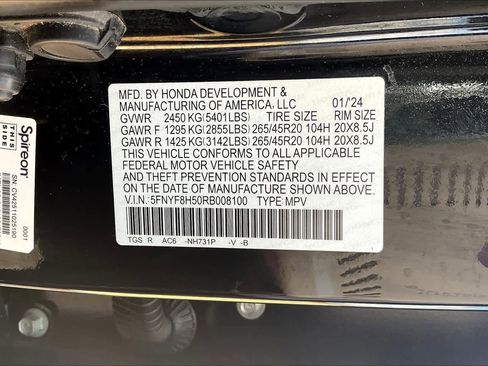 MFD. BY HONDA DEVELOPMENT &
MANUFACTURING OF AMERICA, LLC 01/'24
GVWR 2450 KG(5401LBS) TIRE SIZE RIM SIZE
GAWR F 1295 KG(2855LBS) 265/45R20 104H 20X8.5J
GAWR R 1425 KG(3142LBS) 265/45R20 104H 20X8.5J
THIS VEHICLE CONFORMS TO ALL APPLICABLE
FEDERAL MOTOR VEHICLE SAFETY
AND THEFT PREVENTION STANDARDS IN EFFECT
ON THE DATE OF MANUFACTURE SHOWN ABOVE.
V.I.N.: 5FNYF8H50RB008100 TYPE: MPV
TGS R AC6 -NH731P -V -B
Spireon
THIS
SIDE
0001